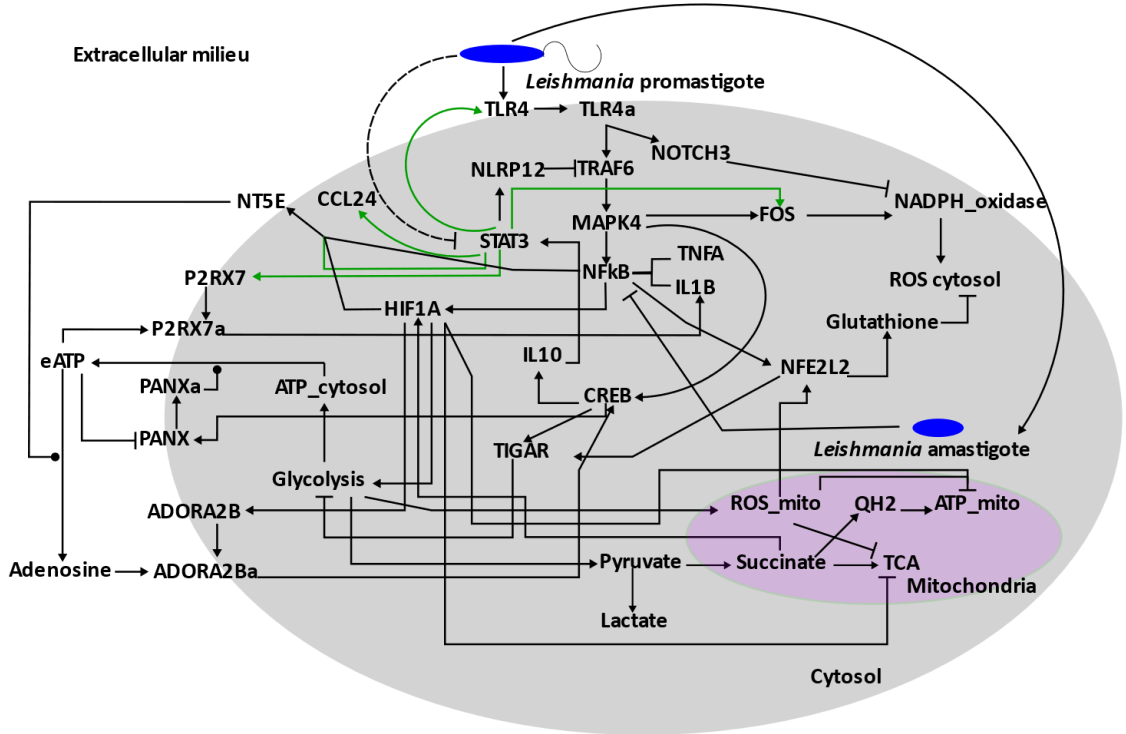 Extracellular milieu
Leishmania promastigote
TLR4
TLR4a
NOTCH3
NLRP12
TRAF6
NT5E
CCL24
NADPH_oxidase
FOS
MAPK4
STAT3
TNFA
NFkB
P2RX7
ROS cytosol
IL1B
HIF1A
Glutathione
P2RX7a
eATP
IL10
NFE2L2
PANXa
ATP_cytosol
CREB
PANX
TIGAR
Leishmania amastigote
Glycolysis
ROS_mito
QH2
ATP_mito
ADORA2B
Adenosine
ADORA2Ba
Pyruvate
Succinate
TCA
Mitochondria
Lactate
Cytosol